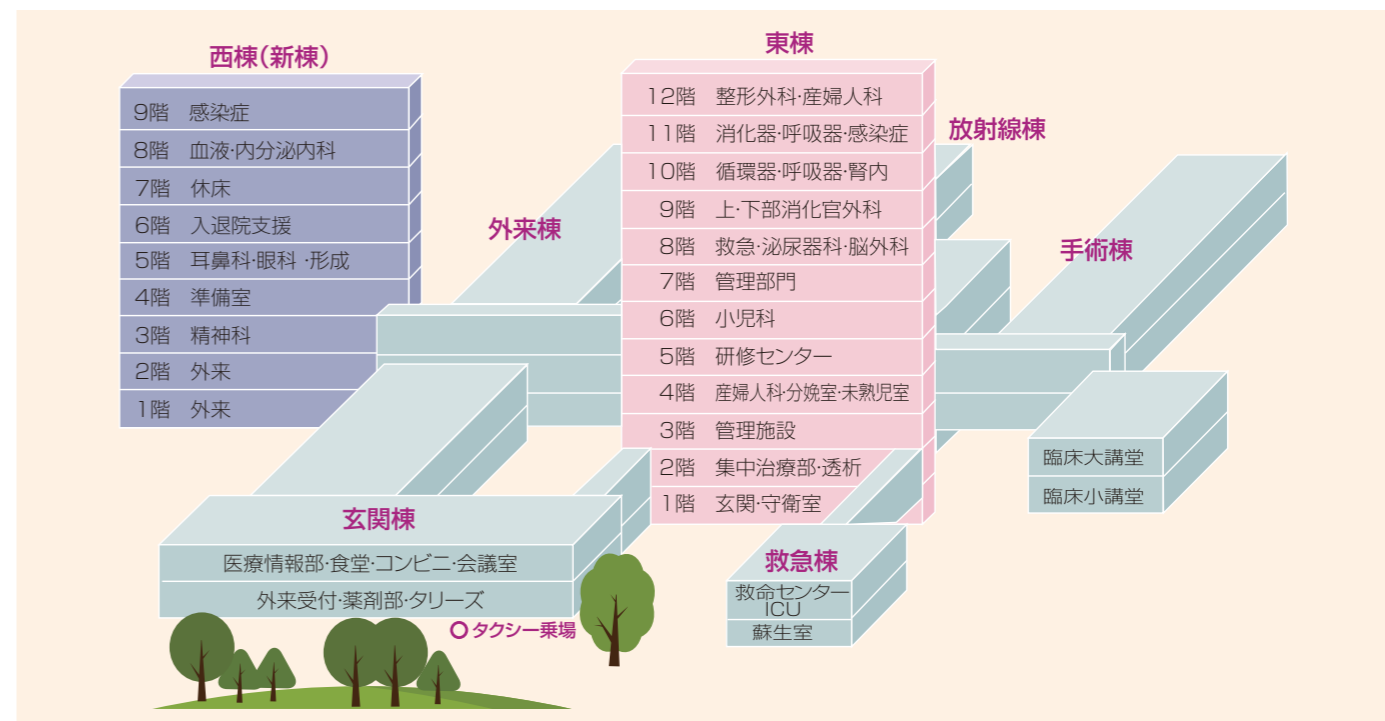 西棟(新棟)
9階 感染症
8階 血液·内分泌内科
7階 休床
6階 入退院支援
5階 耳鼻科·眼科 ·形成
4階 準備室
3階 精神科
2階 外来
1階 外来
東棟
12階 整形外科·産婦人科
11階 消化器·呼吸器·感染症
10階 循環器·呼吸器·腎内
9階 上·下部消化官外科
8階 救急·泌尿器科·脳外科
7階 管理部門
6階 小児科
5階 研修センター
4階 産婦人科·分娩室·未熟児室
3階 管理施設
2階 集中治療部·透析
1階 玄関·守衛室
放射線棟
外来棟
手術棟
臨床大講堂
臨床小講堂
玄関棟
医療情報部·食堂·コンビニ·会議室
外来受付·薬剤部·タリーズ
タクシー乗場
救急棟
救命センター
ICU
蘇生室